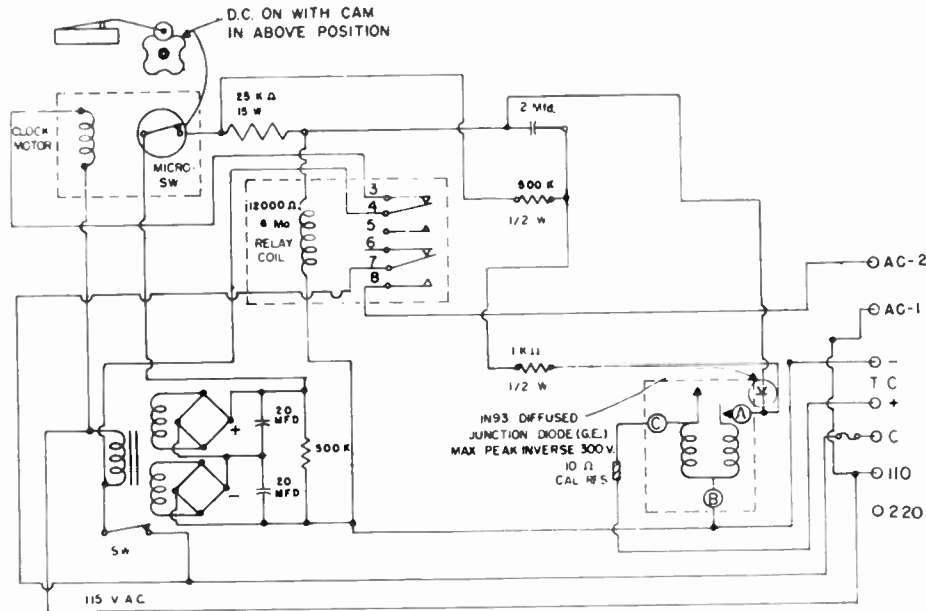 D.C. ON WITH CAM
IN ABOVE POSITION
25 K Ω
15 W
2 Mfd.
CLOCK
MOTOR
MICRO-
SW
500 K
1/2 W
3
4
5
6
7
8
12000 Ω
8 Ma
RELAY
COIL
AC-2
AC-1
1 K Ω
1/2 W
-
T C
+
IN93 DIFFUSED
JUNCTION DIODE (G.E.)
MAX PEAK INVERSE 300 V.
10 Ω
CAL RES
A
C
B
C
110
220
20
MFD
+
500 K
20
MFD
-
SW
115 V A C